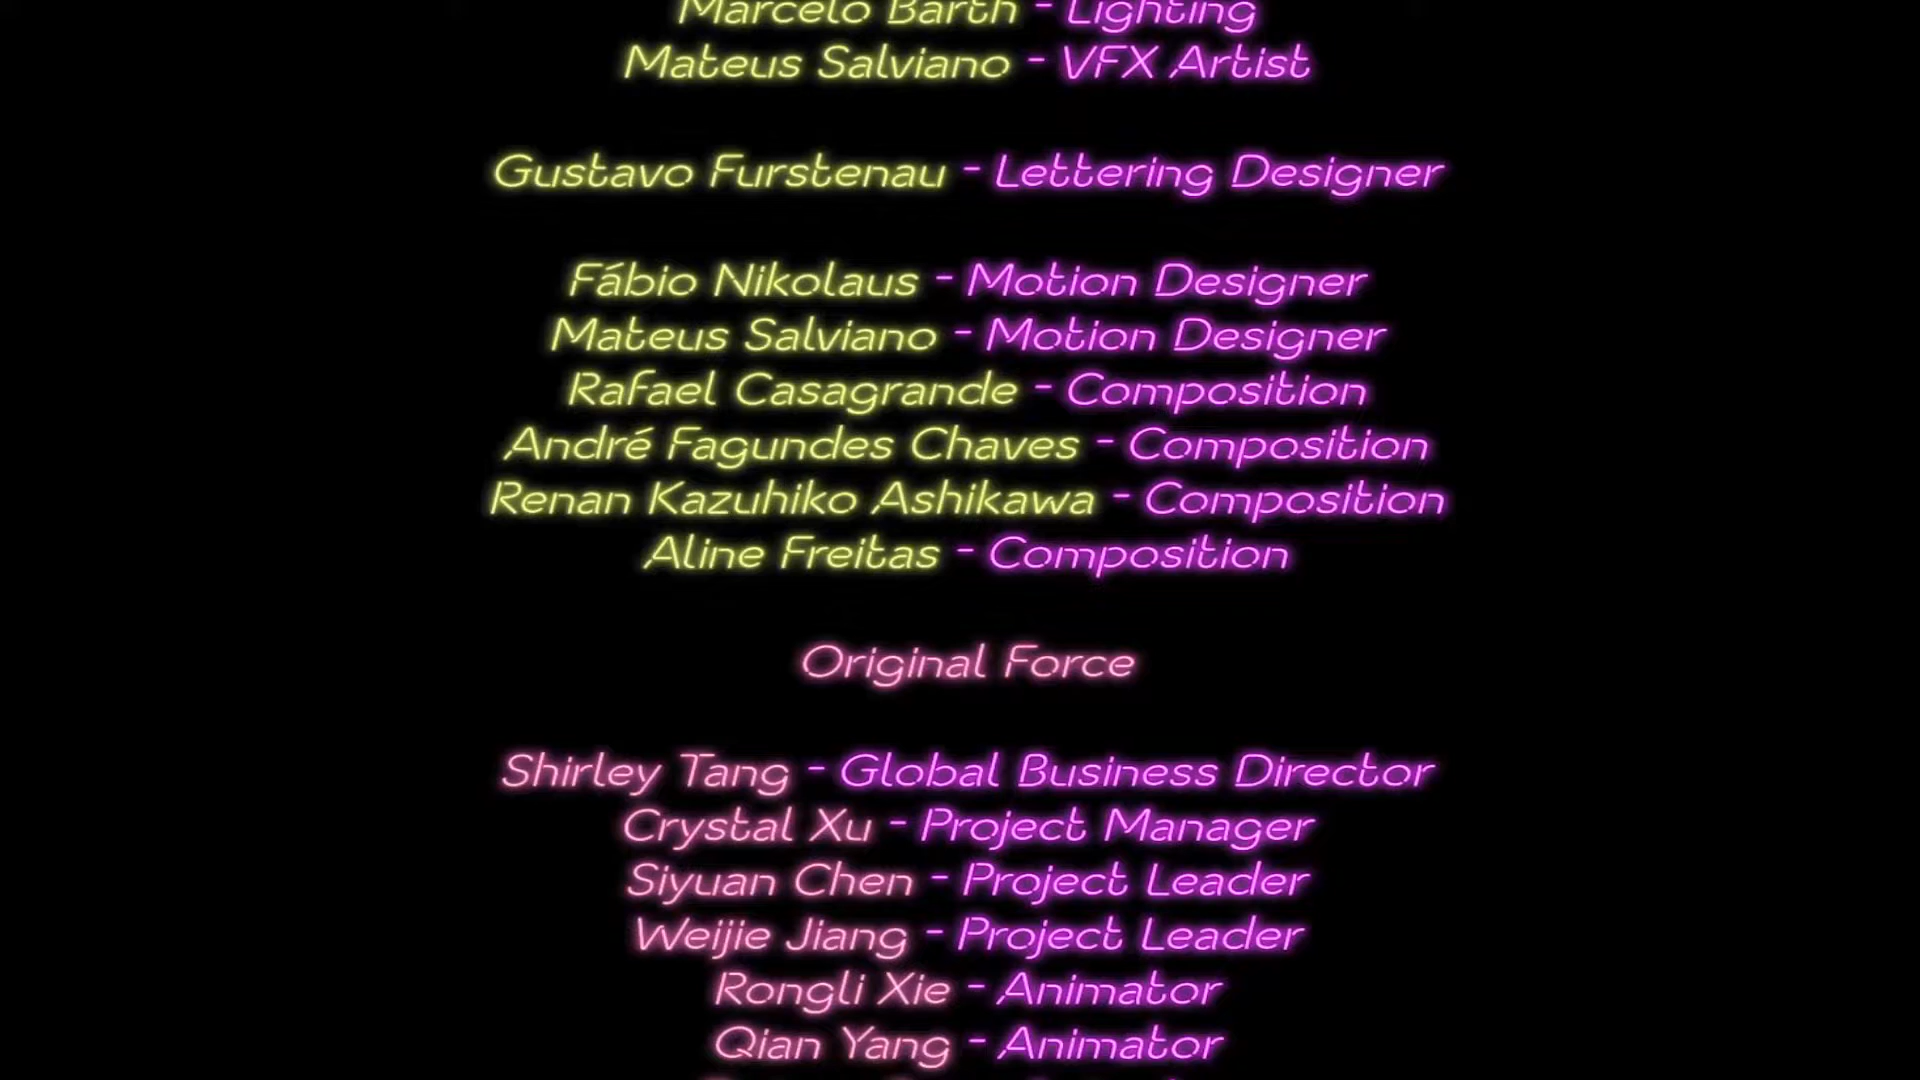 Marcelo Barth - Lighting
Mateus Salviano - VFX Artist
Gustavo Furstenau - Lettering Designer
Fábio Nikolaus - Motion Designer
Mateus Salviano - Motion Designer
Rafael Casagrande - Composition
André Fagundes Chaves - Composition
Renan Kazuhiko Ashikawa - Composition
Aline Freitas - Composition
Original Force
Shirley Tang - Global Business Director
Crystal Xu - Project Manager
Siyuan Chen - Project Leader
Weijie Jiang - Project Leader
Rongli Xie - Animator
Qian Yang - Animator